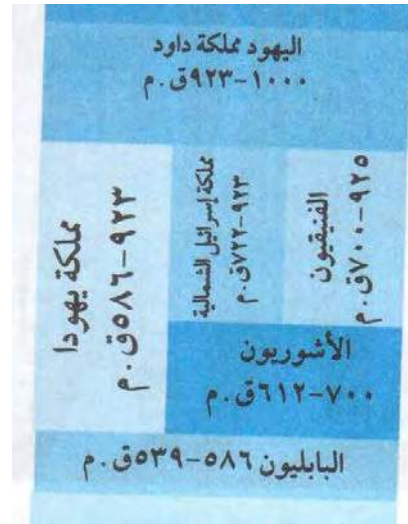 اليهود مملكة داود
١٠٠٠-٩٢٣ق.م
الفنيقيون
٩٢٥-٧٠٠ق.م
مملكة إسرائيل الشمالية
٩٢٣-٧٢٢ق.م
مملكة يهودا
٩٢٣-٥٨٦ق.م
الأشوريون
٧٠٠-٦١٢ق.م
البابليون ٥٨٦-٥٣٩ق.م